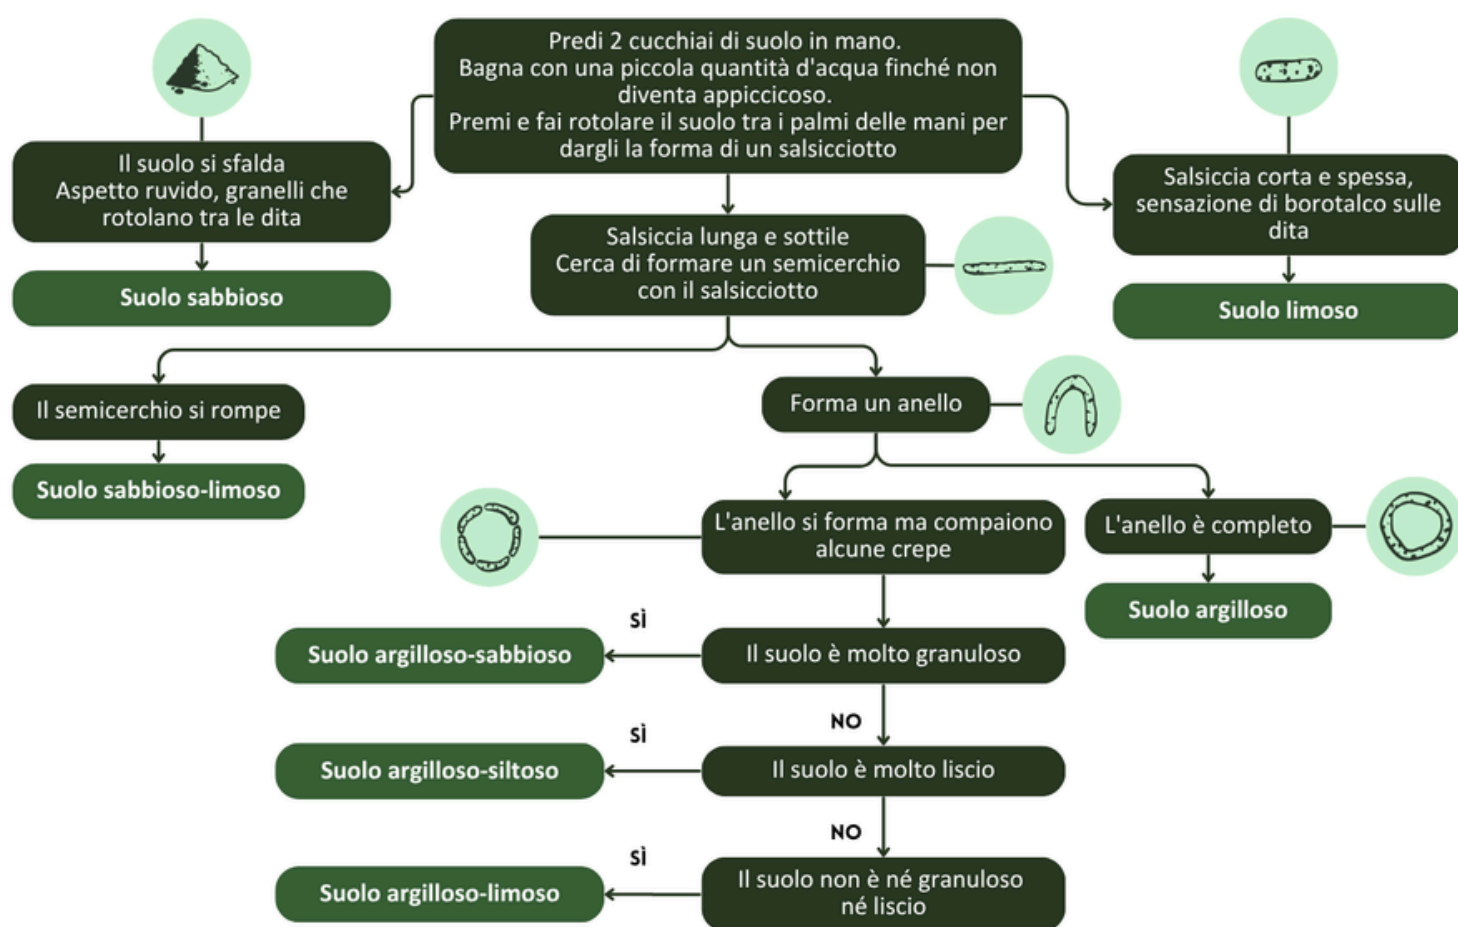 Predi 2 cucchiai di suolo in mano.
Bagna con una piccola quantità d'acqua finché non
diventa appiccicoso.
Premi e fai rotolare il suolo tra i palmi delle mani per
dargli la forma di un salsicciotto
Il suolo si sfalda
Aspetto ruvido, granelli che
rotolano tra le dita
Suolo sabbioso
Salsiccia lunga e sottile
Cerca di formare un semicerchio
con il salsicciotto
Salsiccia corta e spessa,
sensazione di borotalco sulle
dita
Suolo limoso
Il semicerchio si rompe
Suolo sabbioso-limoso
Forma un anello
L'anello si forma ma compaiono
alcune crepe
L'anello è completo
Suolo argilloso
Il suolo è molto granuloso
SÌ
Suolo argilloso-sabbioso
NO
Il suolo è molto liscio
SÌ
Suolo argilloso-siltoso
NO
Il suolo non è né granuloso
né liscio
SÌ
Suolo argilloso-limoso